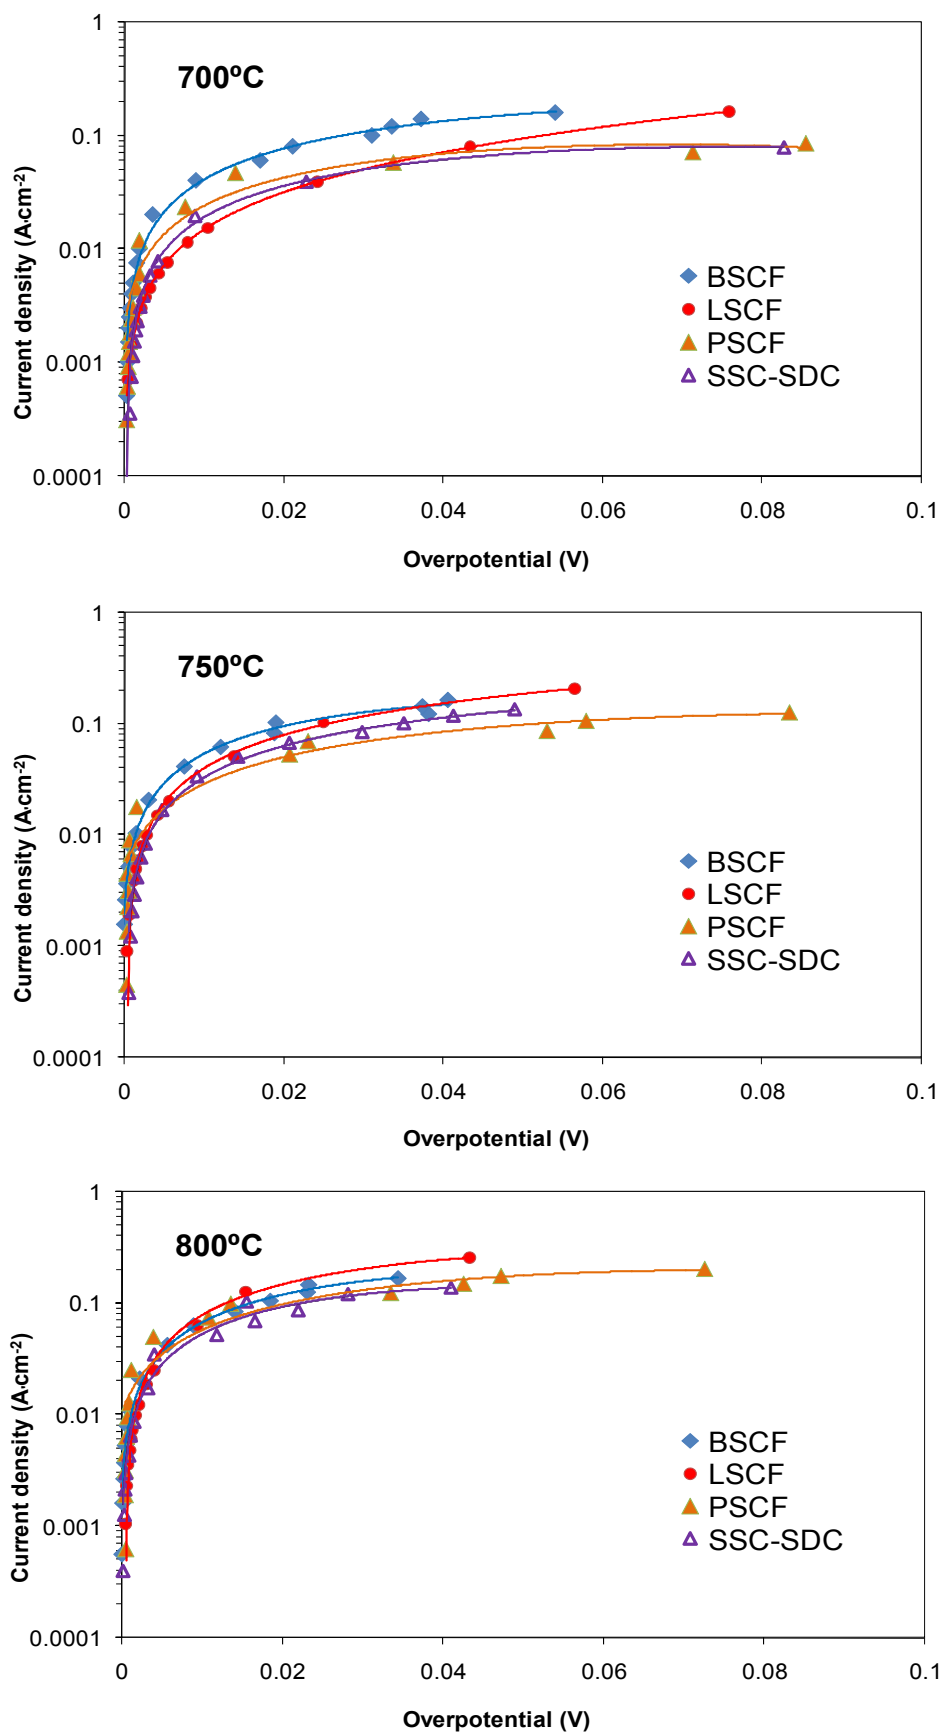 1
700ºC
0.1
0.01
BSCF
LSCF
PSCF
0.001
SSC-SDC
0.0001
0
0.02
0.04
0.06
0.08
0.1
Current density (A.cm-2)
Overpotential (V)
1
750ºC
0.1
0.01
BSCF
LSCF
PSCF
0.001
SSC-SDC
0.0001
0
0.02
0.04
0.06
0.08
0.1
Current density (A.cm-2)
Overpotential (V)
1
800ºC
0.1
0.01
BSCF
LSCF
PSCF
0.001
SSC-SDC
0.0001
0
0.02
0.04
0.06
0.08
0.1
Current density (A.cm-2)
Overpotential (V)